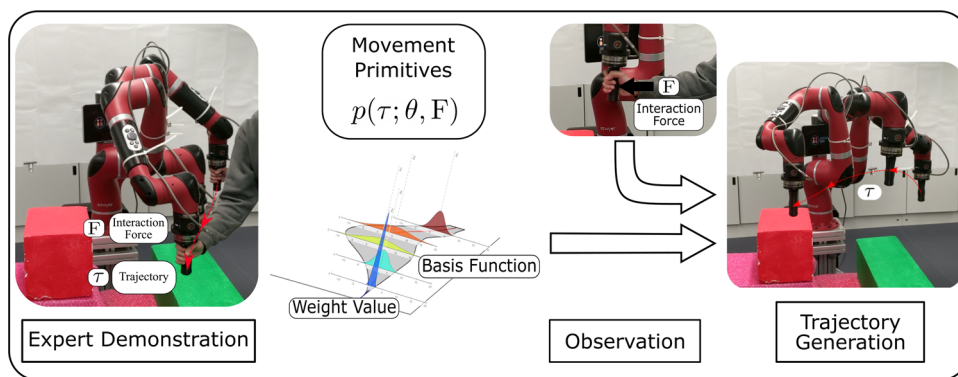 F
Interaction
Force
τ
Trajectory
Expert Demonstration
Movement
Primitives
p(τ; θ, F)
Basis Function
Weight Value
F
Interaction
Force
Observation
τ
Trajectory
Generation